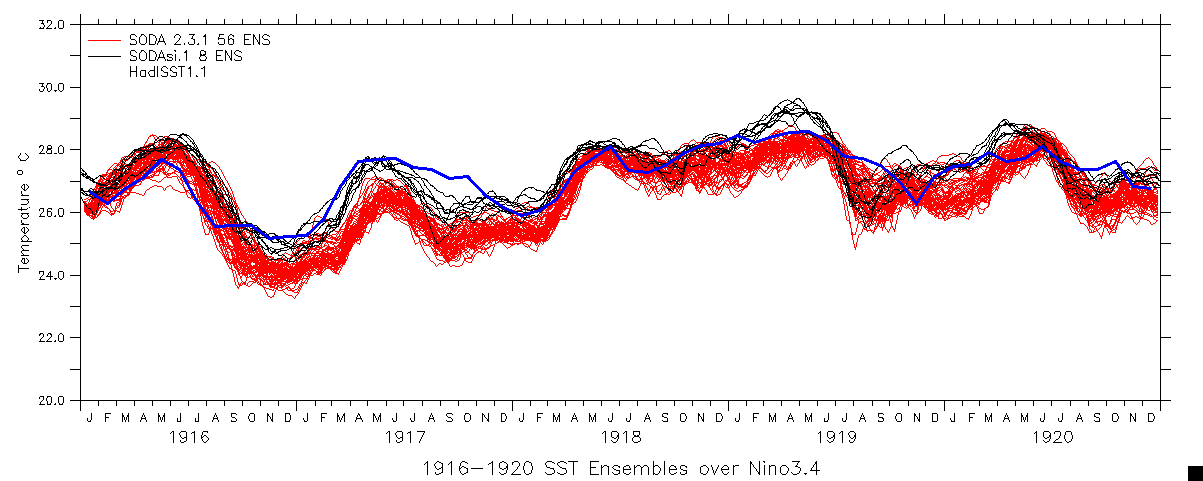 32.0
SODA 2.3.1 56 ENS
SODAsi.1 8 ENS
HadISST1.1
30.0
28.0
26.0
24.0
22.0
20.0
Temperature ° C
J F M A M J J A S O N D J F M A M J J A S O N D J F M A M J J A S O N D J F M A M J J A S O N D J F M A M J J A S O N D
1916 1917 1918 1919 1920
1916-1920 SST Ensembles over Nino3.4